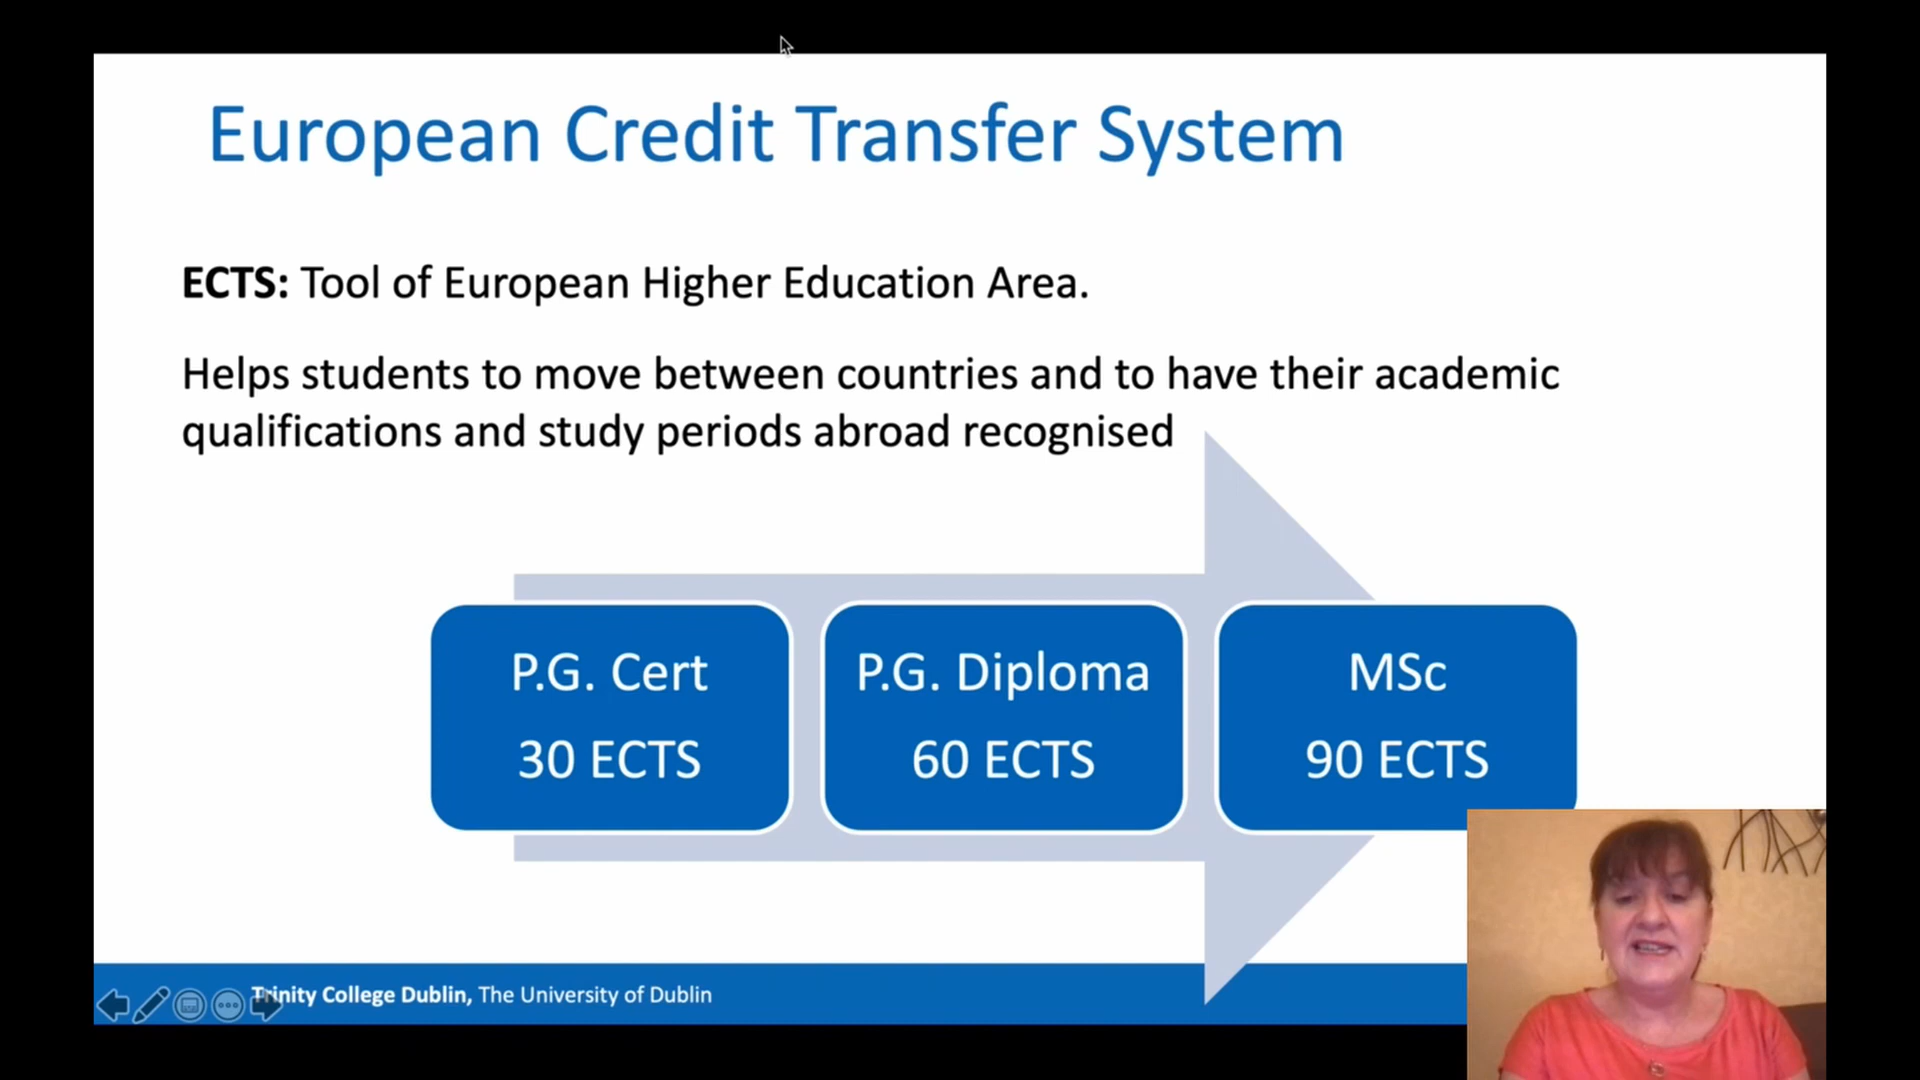 European Credit Transfer System
ECTS: Tool of European Higher Education Area.
Helps students to move between countries and to have their academic
qualifications and study periods abroad recognised
P.G. Cert
30 ECTS
P.G. Diploma
60 ECTS
MSc
90 ECTS
Trinity College Dublin, The University of Dublin